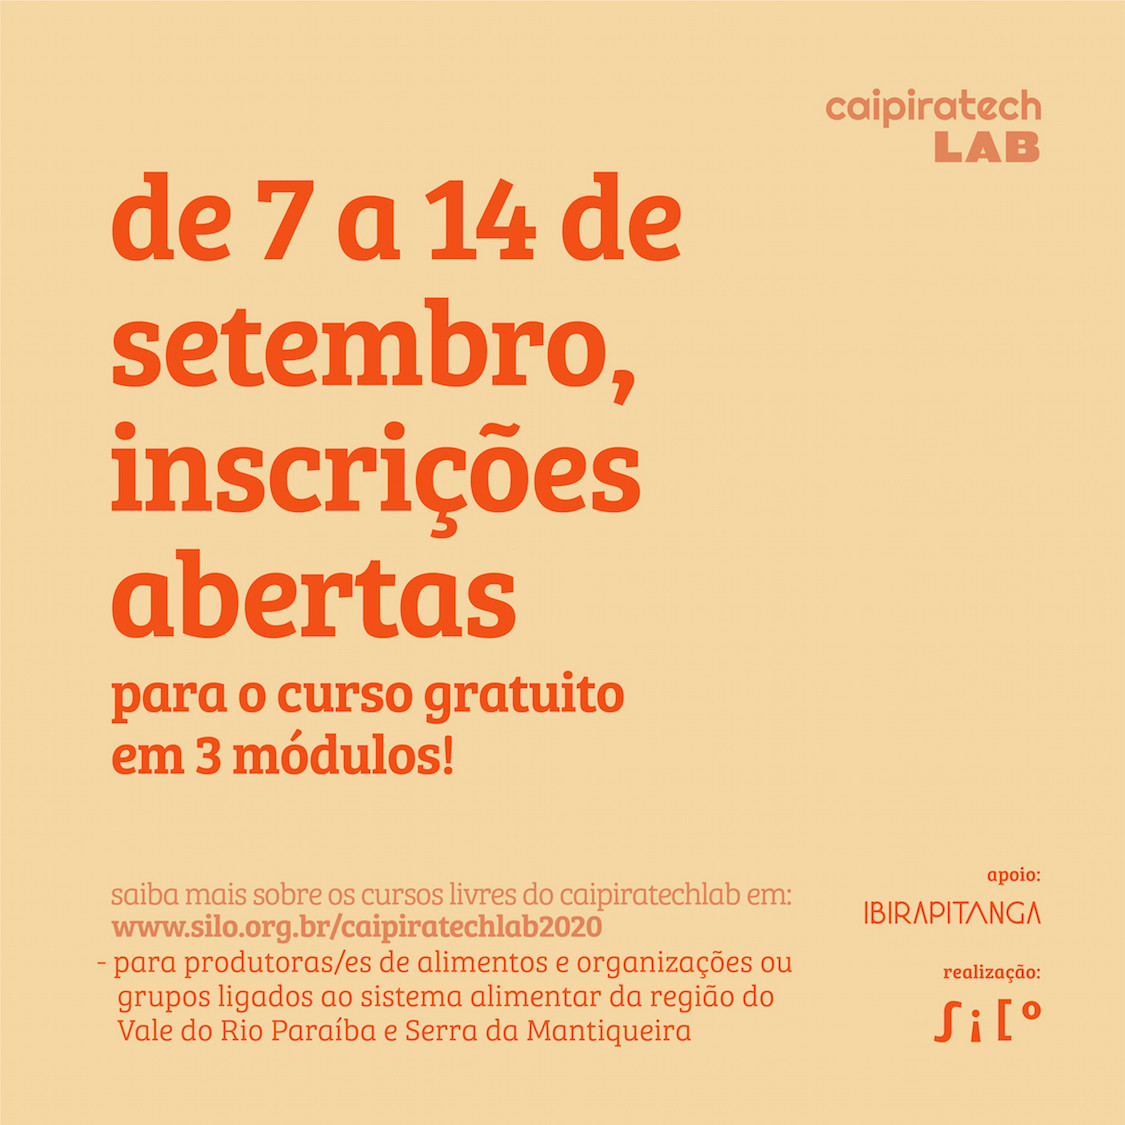 caipiratech
LAB
de 7 a 14 de
setembro,
inscrições
abertas
para o curso gratuito
em 3 módulos!
saiba mais sobre os cursos livres do caipiratechlab em:
www.silo.org.br/caipiratechlab2020
- para produtoras/es de alimentos e organizações ou
grupos ligados ao sistema alimentar da região do
Vale do Rio Paraíba e Serra da Mantiqueira
apoio:
IBIRAPITANGA
realização:
SiLo